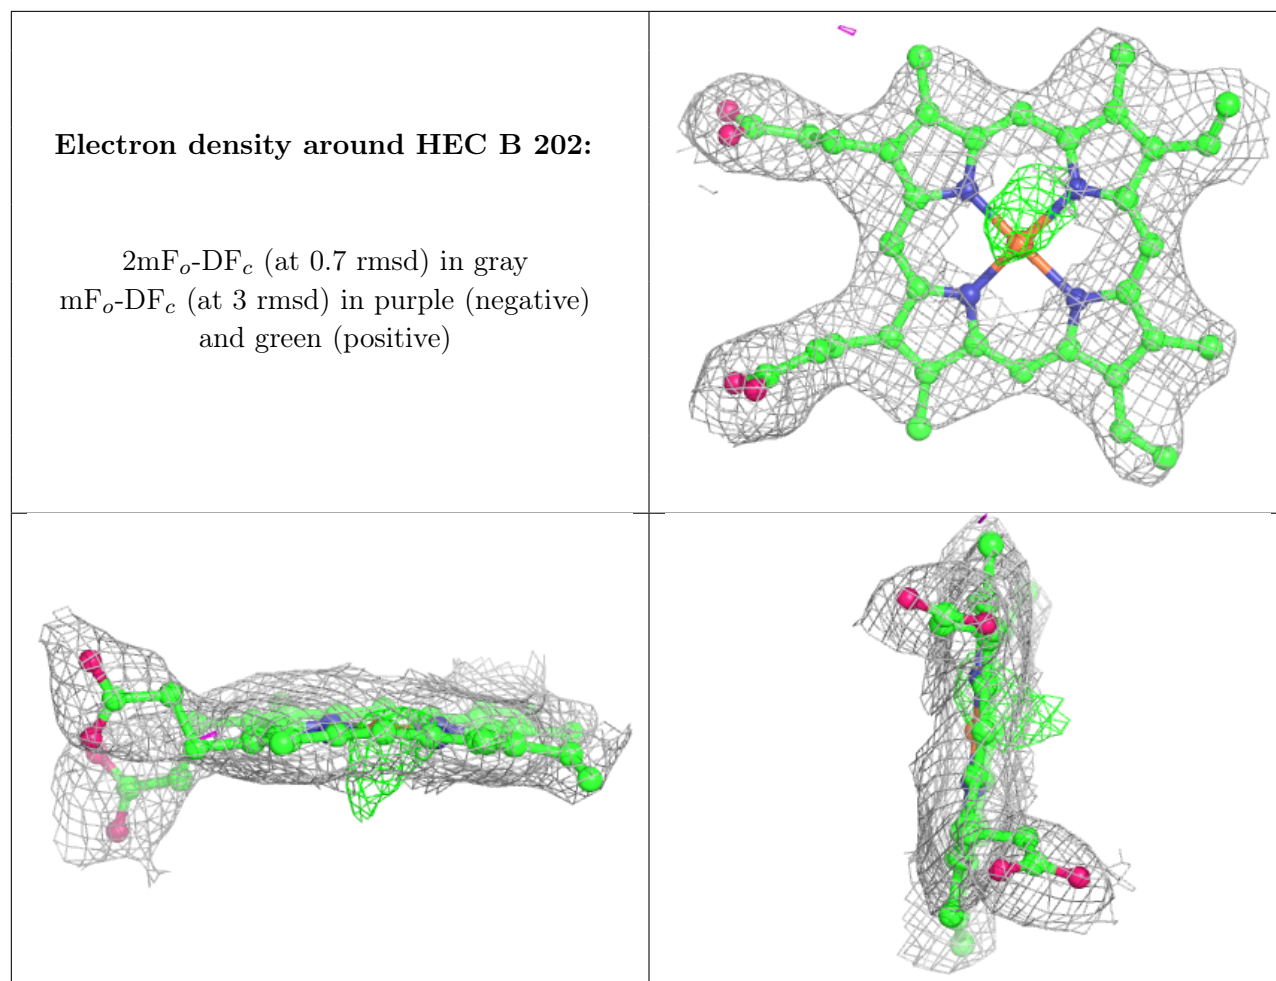 Electron density around HEC B 202:
2mFo-DFc (at 0.7 rmsd) in gray
mFo-DFc (at 3 rmsd) in purple (negative)
and green (positive)